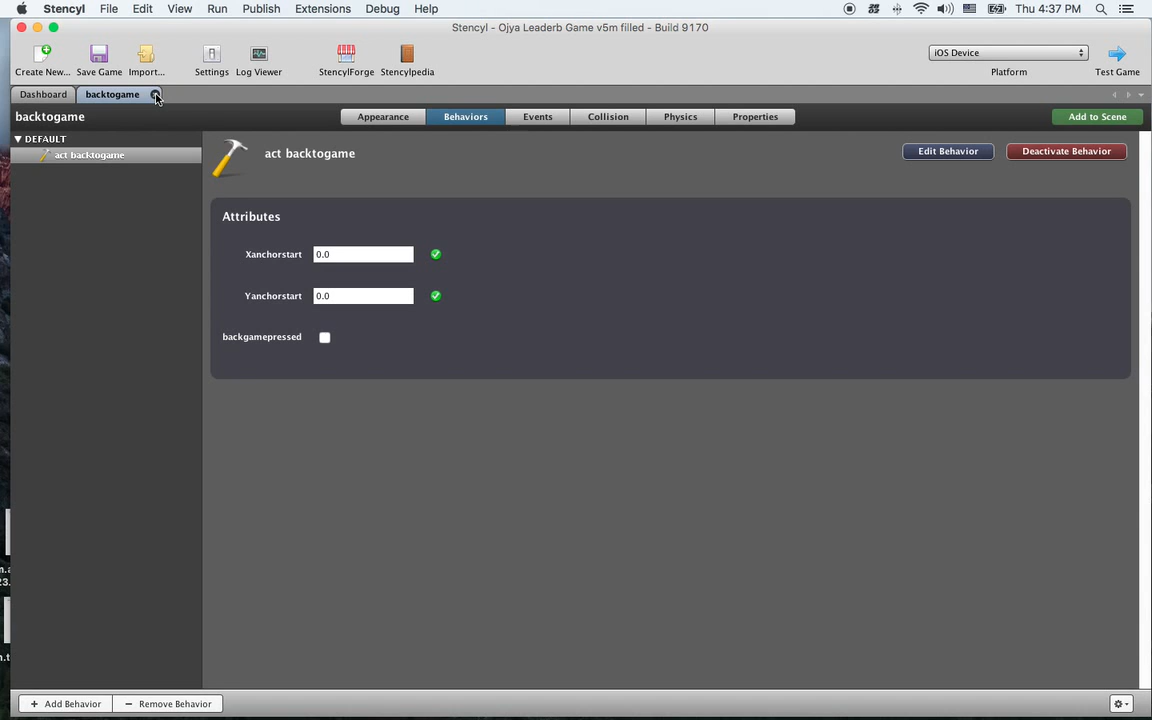 Stencyl File Edit View Run Publish Extensions Debug Help Thu 4:37 PM
Stencyl - Ojya Leaderb Game v5m filled - Build 9170
Create New... Save Game Import... Settings Log Viewer StencylForge Stencylpedia
iOS Device
Platform
Test Game
Dashboard backtogame
backtogame
Appearance Behaviors Events Collision Physics Properties
Add to Scene
DEFAULT
act backtogame
act backtogame
Edit Behavior Deactivate Behavior
Attributes
Xanchorstart 0.0
Yanchorstart 0.0
backgamepressed
+ Add Behavior − Remove Behavior